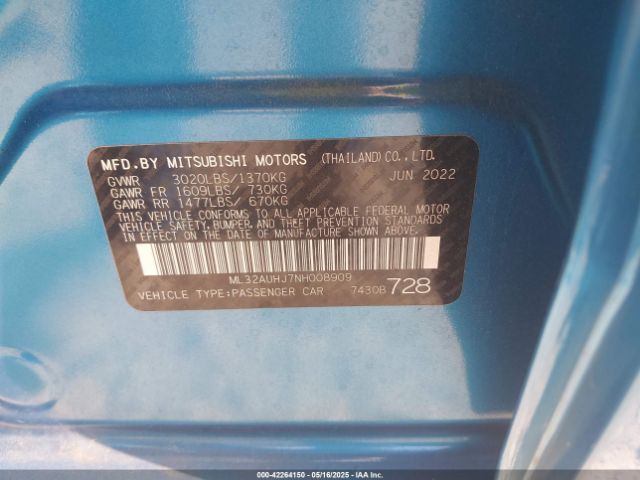 MFD.BY MITSUBISHI MOTORS (THAILAND)CO.,LTD.
GVWR 3020LBS/1370KG JUN 2022
GAWR FR 1609LBS/ 730KG
GAWR RR 1477LBS/ 670KG
THIS VEHICLE CONFORMS TO ALL APPLICABLE FEDERAL MOTOR
VEHICLE SAFETY,BUMPER,AND THEFT PREVENTION STANDARDS
IN EFFECT ON THE DATE OF MANUFACTURE SHOWN ABOVE.
ML32AUHJ7NH008909
VEHICLE TYPE:PASSENGER CAR 7430B 728
000-42264150 - 05/16/2025 - IAAI.COM